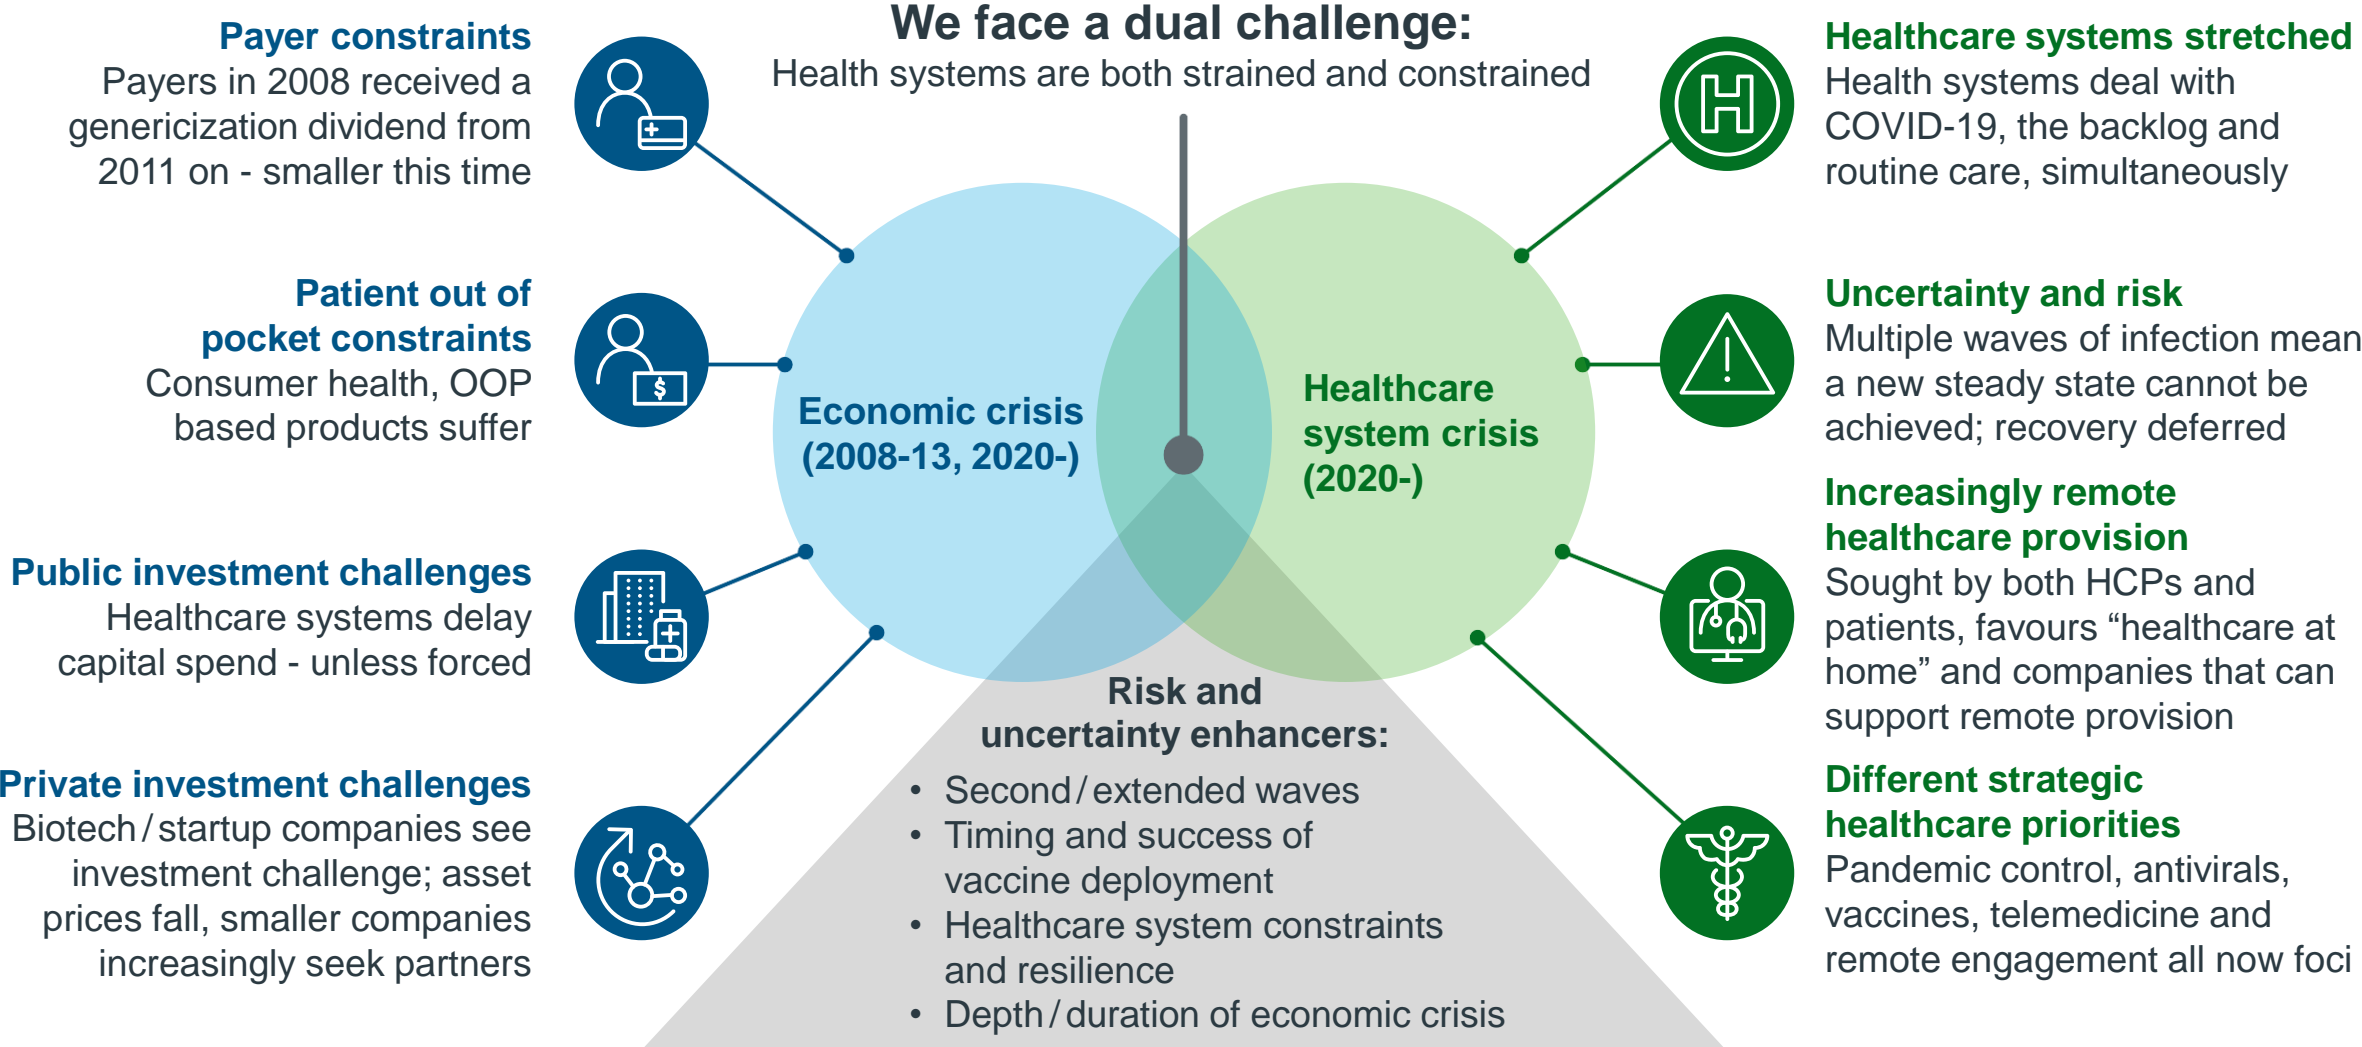 We face a dual challenge:
Health systems are both strained and constrained
Payer constraints
Payers in 2008 received a
genericization dividend from
2011 on - smaller this time
Patient out of
pocket constraints
Consumer health, OOP
based products suffer
Public investment challenges
Healthcare systems delay
capital spend - unless forced
Private investment challenges
Biotech/startup companies see
investment challenge; asset
prices fall, smaller companies
increasingly seek partners
Economic crisis
(2008-13, 2020-)
Healthcare
system crisis
(2020-)
Risk and
uncertainty enhancers:
• Second/extended waves
• Timing and success of
vaccine deployment
• Healthcare system constraints
and resilience
• Depth/duration of economic crisis
H
Healthcare systems stretched
Health systems deal with
COVID-19, the backlog and
routine care, simultaneously
Uncertainty and risk
Multiple waves of infection mean
a new steady state cannot be
achieved; recovery deferred
Increasingly remote
healthcare provision
Sought by both HCPs and
patients, favours “healthcare at
home” and companies that can
support remote provision
Different strategic
healthcare priorities
Pandemic control, antivirals,
vaccines, telemedicine and
remote engagement all now foci